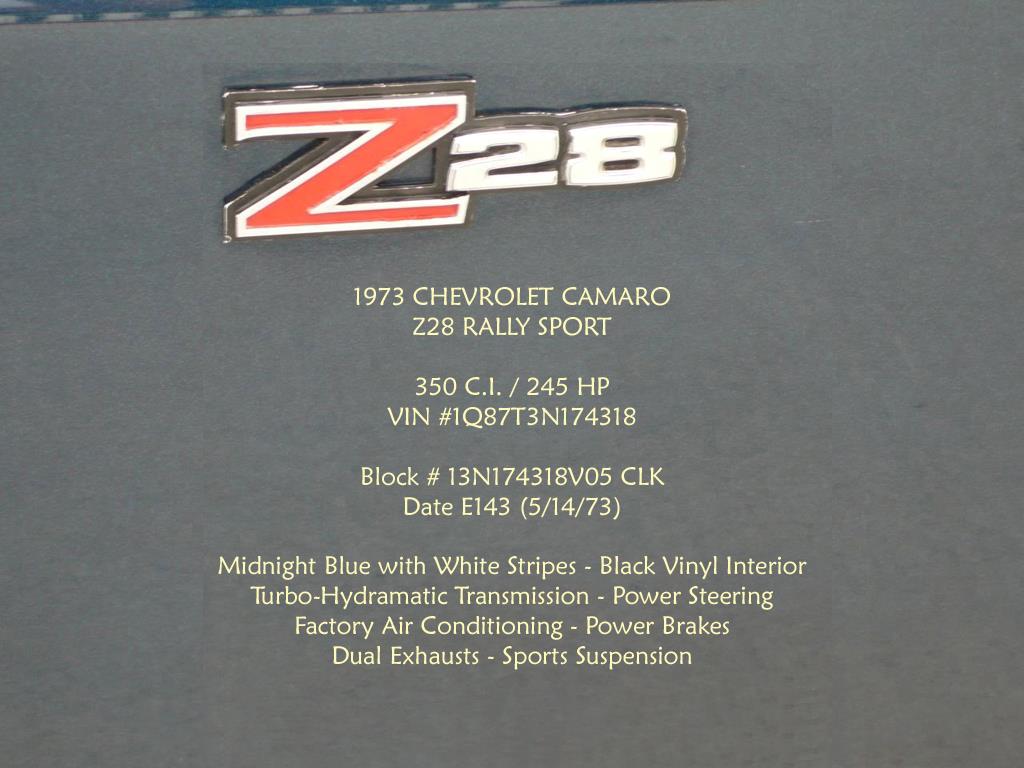 Z28
1973 CHEVROLET CAMARO
Z28 RALLY SPORT
350 C.I. / 245 HP
VIN #1Q87T3N174318
Block # 13N174318V05 CLK
Date E143 (5/14/73)
Midnight Blue with White Stripes - Black Vinyl Interior
Turbo-Hydramatic Transmission - Power Steering
Factory Air Conditioning - Power Brakes
Dual Exhausts - Sports Suspension